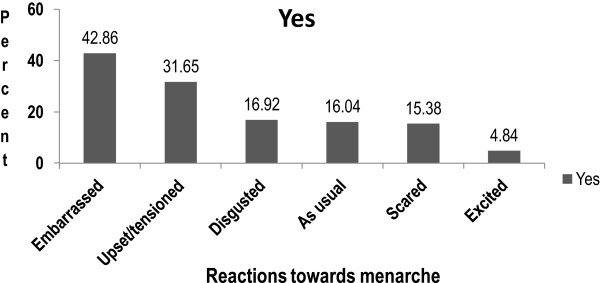 Yes
Percent
60
40
20
0
42.86
31.65
16.92
16.04
15.38
4.84
Embarrassed
Upset/tensioned
Disgusted
As usual
Scared
Excited
Yes
Reactions towards menarche